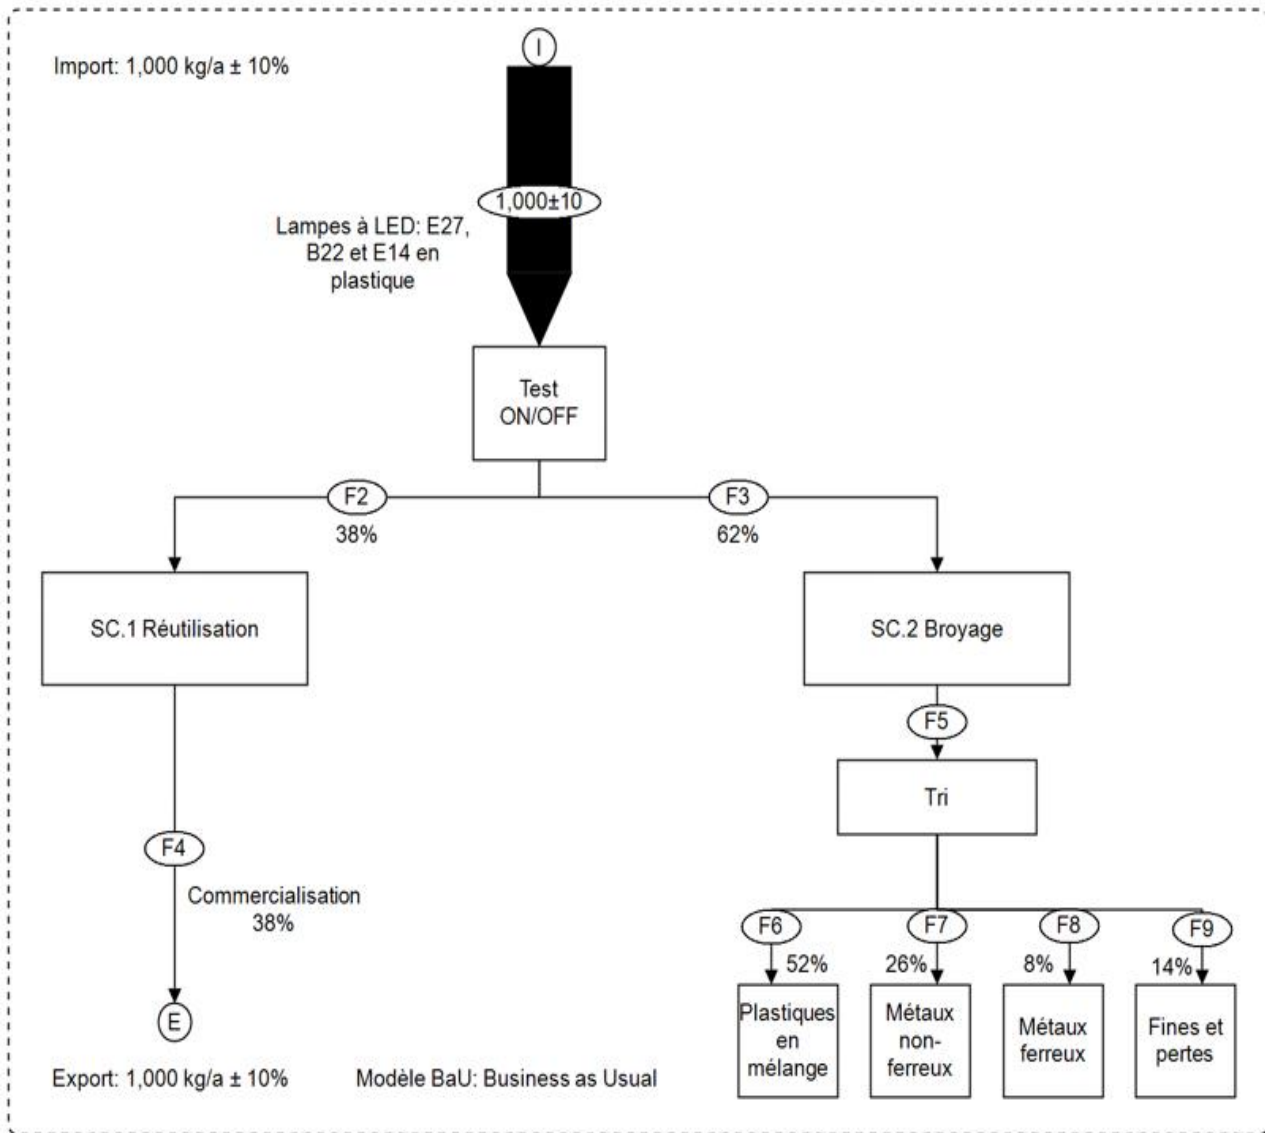 I
Import: 1,000 kg/a ± 10%
1,000±10
Lampes à LED: E27,
B22 et E14 en
plastique
Test
ON/OFF
F2
F3
38%
62%
SC.1 Réutilisation
SC.2 Broyage
F5
Tri
F4
Commercialisation
38%
F6
F7
F8
F9
52%
26%
8%
14%
Plastiques
en
mélange
Métaux
non-
ferreux
Métaux
ferreux
Fines et
pertes
E
Export: 1,000 kg/a ± 10%
Modèle BaU: Business as Usual